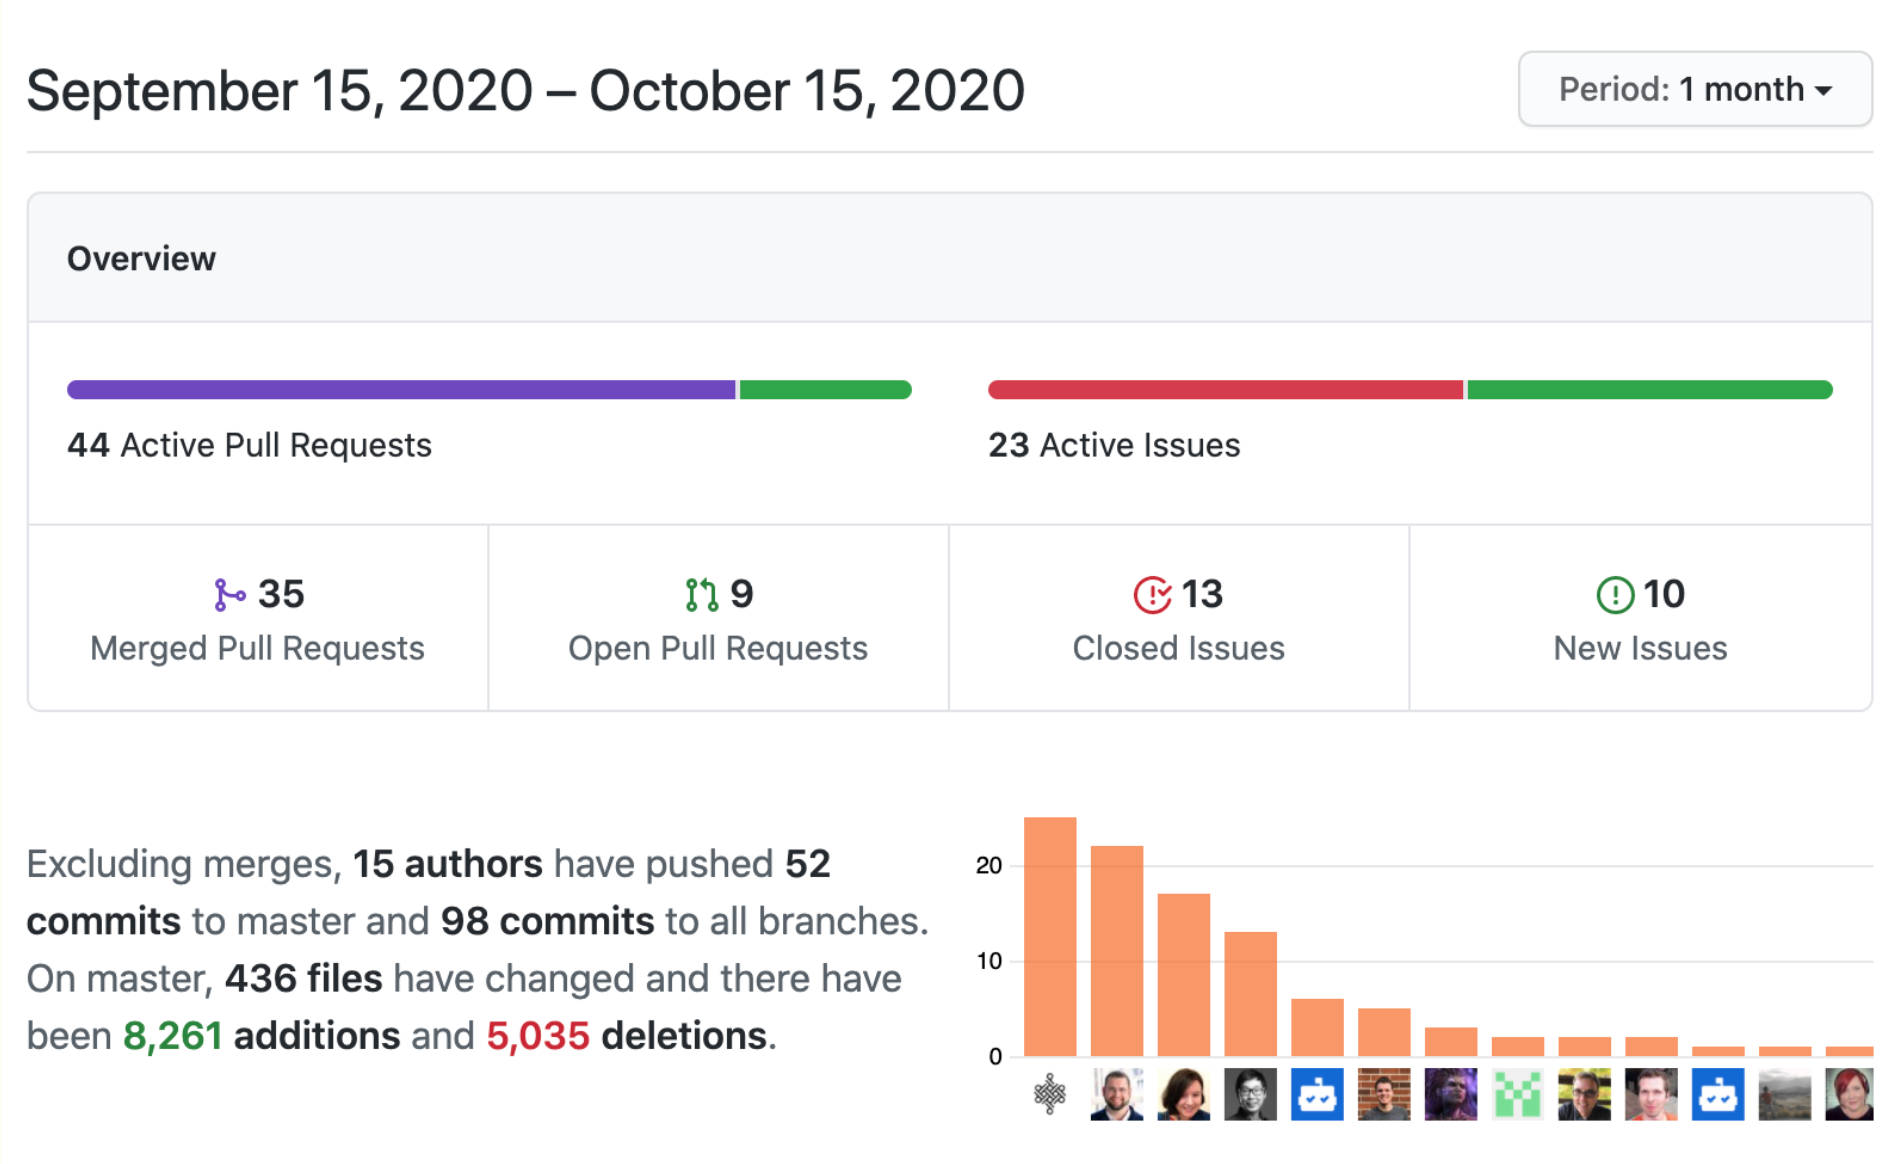 September 15, 2020 – October 15, 2020
Period: 1 month
Overview
44 Active Pull Requests
23 Active Issues
35
Merged Pull Requests
9
Open Pull Requests
13
Closed Issues
10
New Issues
Excluding merges, 15 authors have pushed 52
commits to master and 98 commits to all branches.
On master, 436 files have changed and there have
been 8,261 additions and 5,035 deletions.
20
10
0